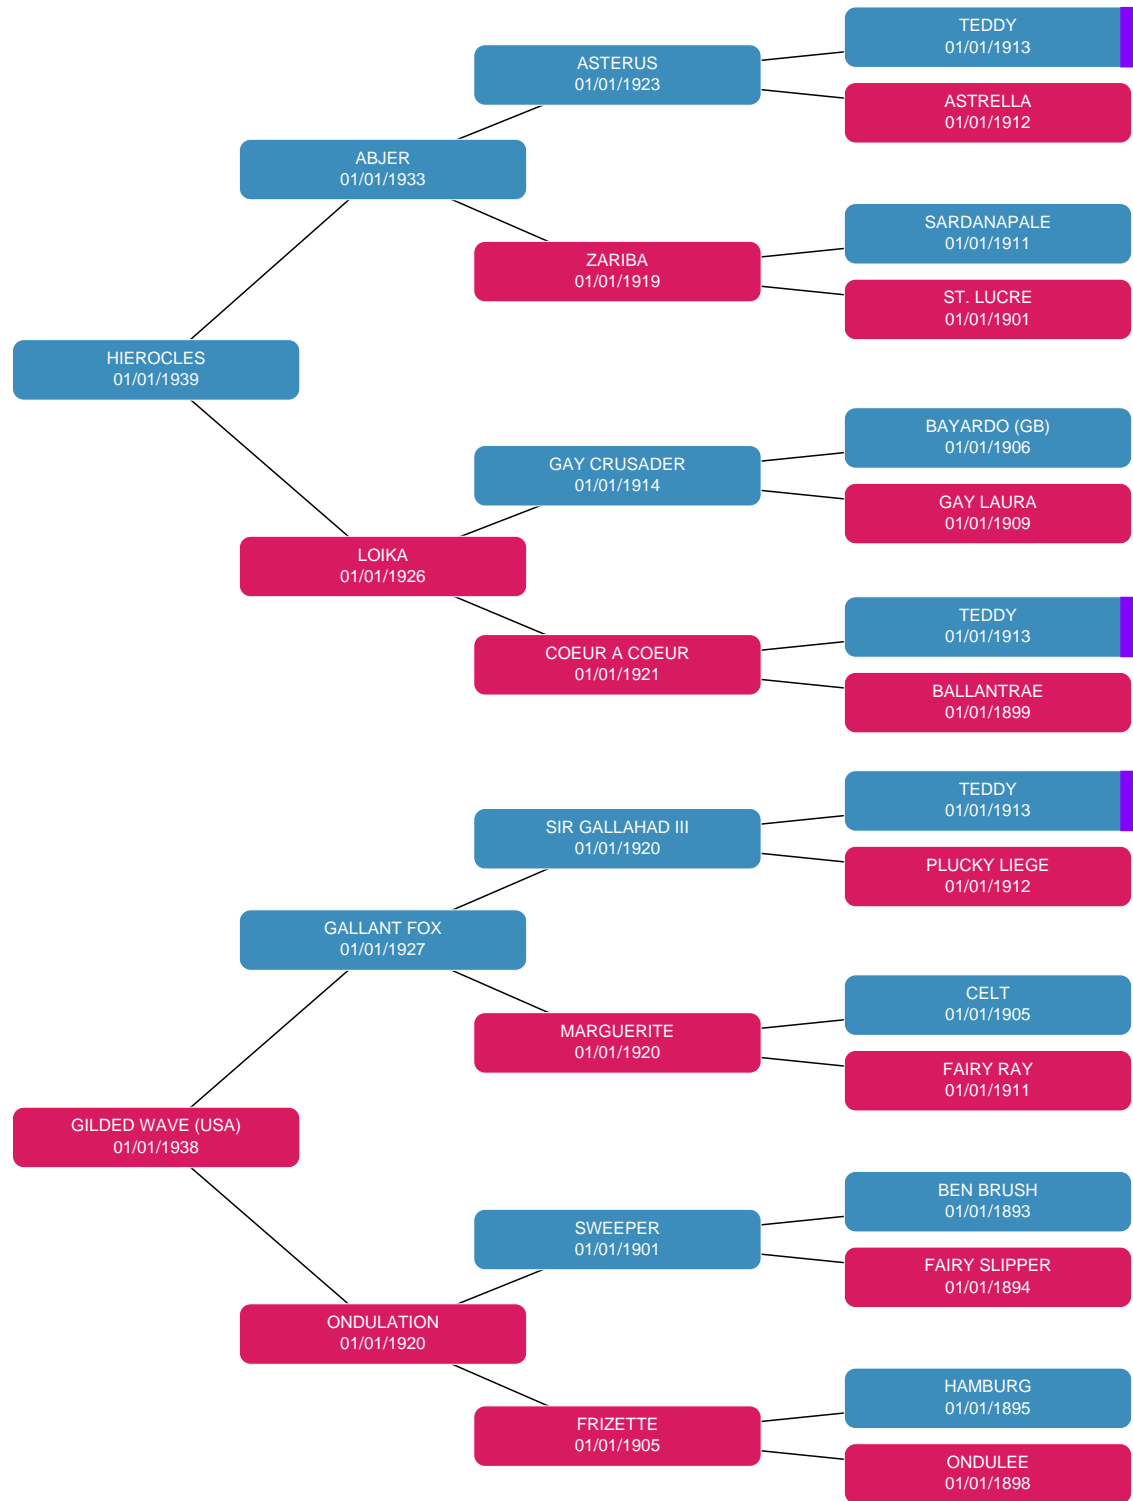 TEDDY
01/01/1913
ASTERUS
01/01/1923
ASTRELLA
01/01/1912
ABJER
01/01/1933
SARDANAPALE
01/01/1911
ZARIBA
01/01/1919
ST. LUCRE
01/01/1901
HIEROCLES
01/01/1939
BAYARDO (GB)
01/01/1906
GAY CRUSADER
01/01/1914
GAY LAURA
01/01/1909
LOIKA
01/01/1926
TEDDY
01/01/1913
COEUR A COEUR
01/01/1921
BALLANTRAE
01/01/1899
TEDDY
01/01/1913
SIR GALLAHAD III
01/01/1920
PLUCKY LIEGE
01/01/1912
GALLANT FOX
01/01/1927
CELT
01/01/1905
MARGUERITE
01/01/1920
FAIRY RAY
01/01/1911
GILDED WAVE (USA)
01/01/1938
BEN BRUSH
01/01/1893
SWEEPER
01/01/1901
FAIRY SLIPPER
01/01/1894
ONDULATION
01/01/1920
HAMBURG
01/01/1895
FRIZETTE
01/01/1905
ONDULEE
01/01/1898